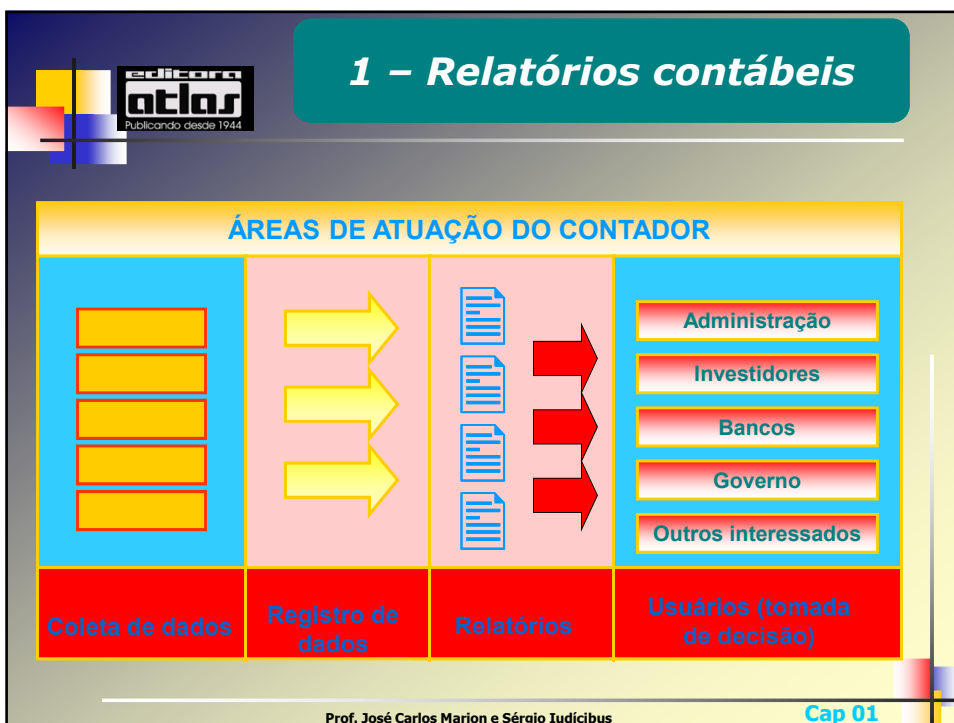 editora
atlas
Publicando desde 1944
1 – Relatórios contábeis
ÁREAS DE ATUAÇÃO DO CONTADOR
Administração
Investidores
Bancos
Governo
Outros interessados
Coleta de dados
Registro de
dados
Relatórios
Usuários (tomada
de decisão)
Prof. José Carlos Marion e Sérgio Iudícibus
Cap 01